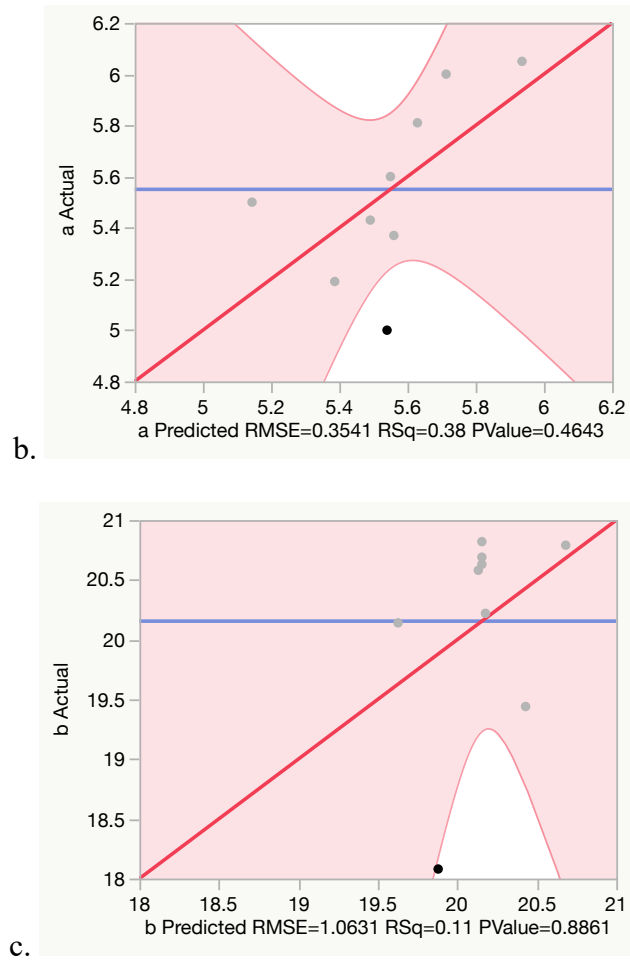 6.2
6
5.8
5.6
5.4
5.2
5
4.8
a Actual
4.8 5 5.2 5.4 5.6 5.8 6 6.2
a Predicted RMSE=0.3541 RSq=0.38 PValue=0.4643
b.
21
20.5
20
19.5
19
18.5
18
b Actual
18 18.5 19 19.5 20 20.5 21
b Predicted RMSE=1.0631 RSq=0.11 PValue=0.8861
c.